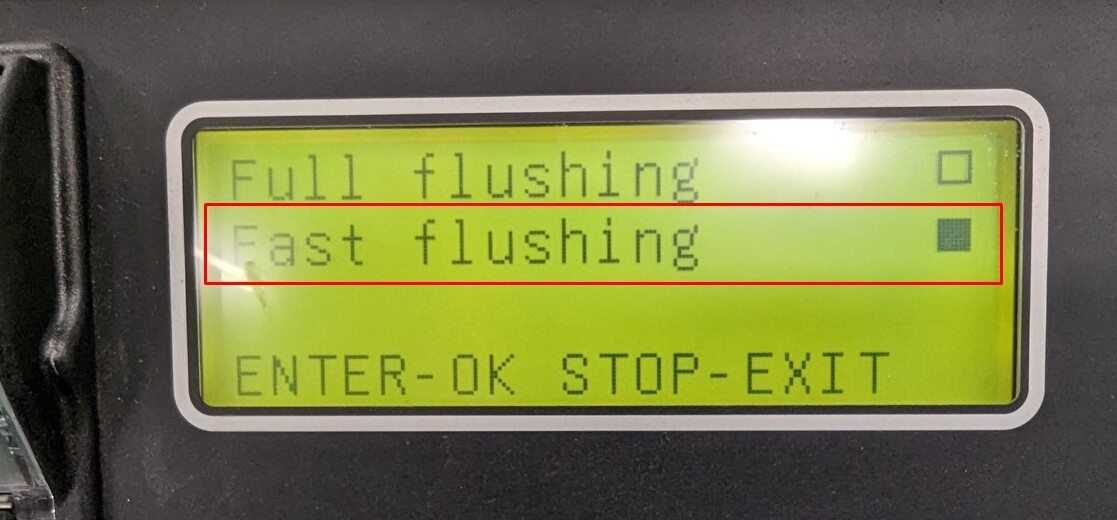 Full flushing
Fast flushing
ENTER-OK STOP-EXIT